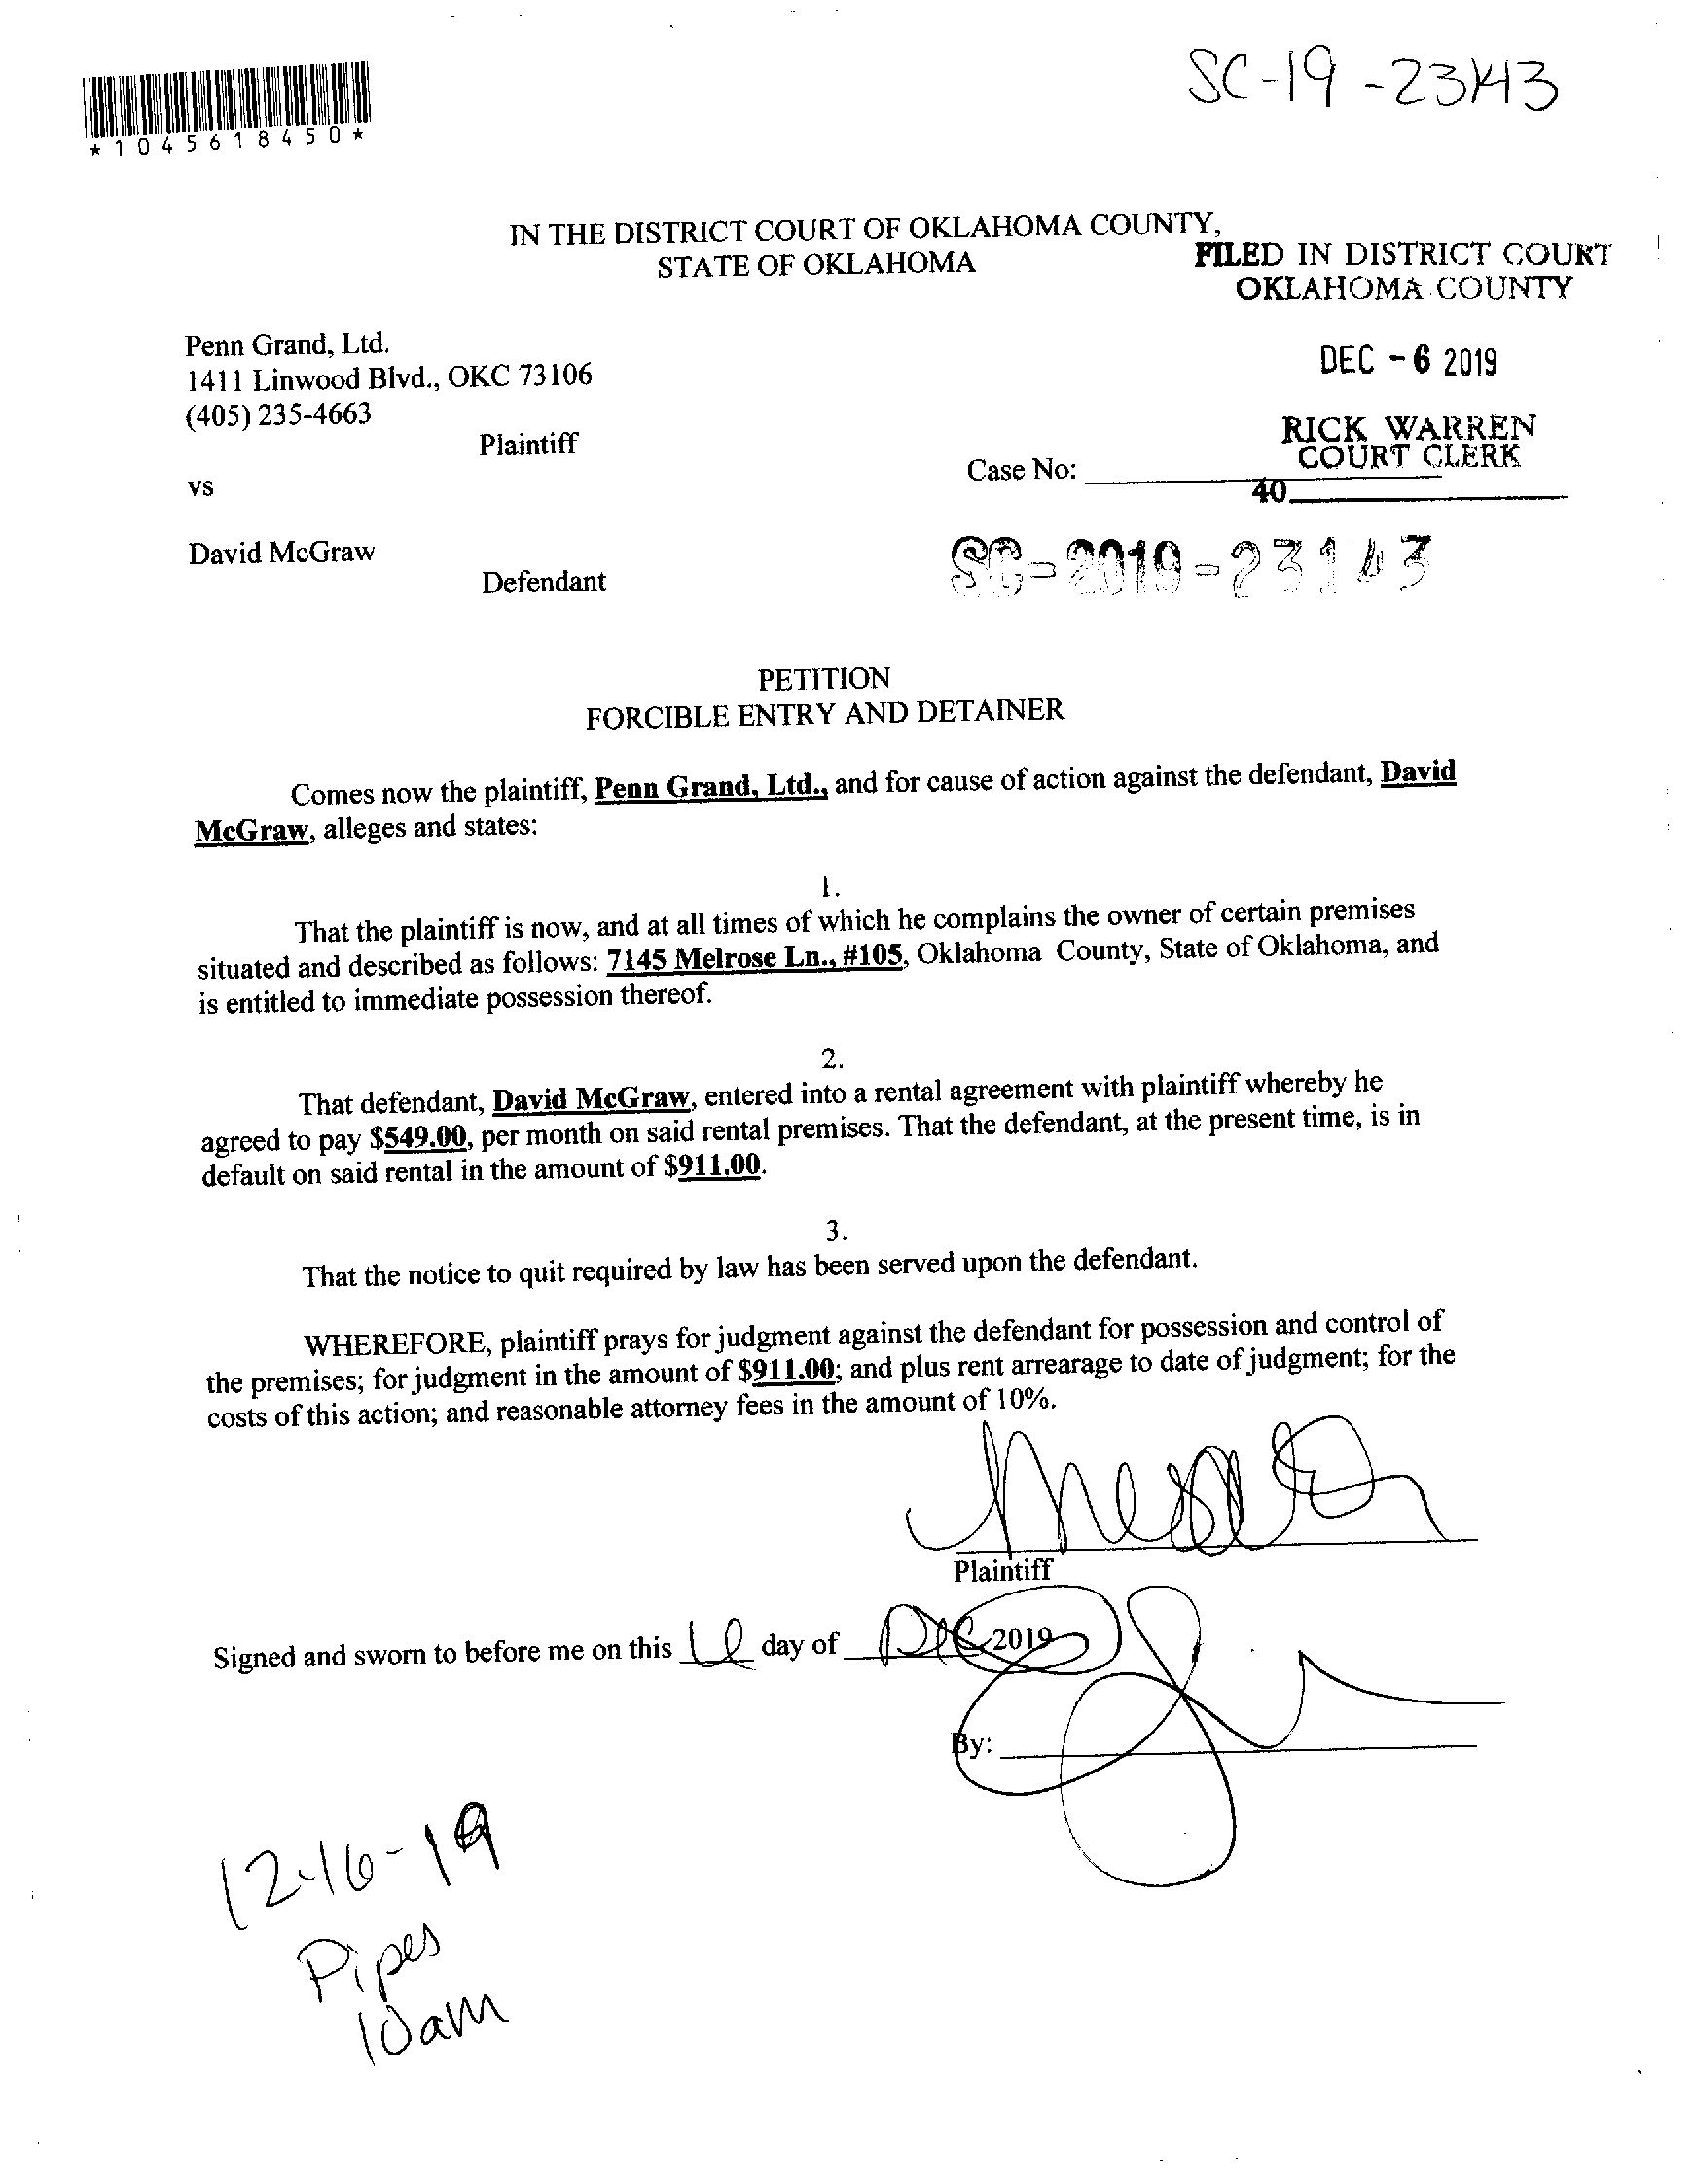 SC-19-23143
*1045618450*
IN THE DISTRICT COURT OF OKLAHOMA COUNTY,
STATE OF OKLAHOMA
FILED IN DISTRICT COURT
OKLAHOMA COUNTY
Penn Grand, Ltd.
1411 Linwood Blvd., OKC 73106
(405) 235-4663
Plaintiff
DEC - 6 2019
RICK WARREN
COURT CLERK
Case No:
40
vs
David McGraw
Defendant
SC-2019-23143
PETITION
FORCIBLE ENTRY AND DETAINER
Comes now the plaintiff, Penn Grand, Ltd., and for cause of action against the defendant, David
McGraw, alleges and states:
1.
That the plaintiff is now, and at all times of which he complains the owner of certain premises
situated and described as follows: 7145 Melrose Ln., #105, Oklahoma County, State of Oklahoma, and
is entitled to immediate possession thereof.
2.
That defendant, David McGraw, entered into a rental agreement with plaintiff whereby he
agreed to pay $549.00, per month on said rental premises. That the defendant, at the present time, is in
default on said rental in the amount of $911.00.
3.
That the notice to quit required by law has been served upon the defendant.
WHEREFORE, plaintiff prays for judgment against the defendant for possession and control of
the premises; for judgment in the amount of $911.00; and plus rent arrearage to date of judgment; for the
costs of this action; and reasonable attorney fees in the amount of 10%.
Plaintiff
Signed and sworn to before me on this 6 day of Dec 2019
By:
12-16-19
Pipes
10am